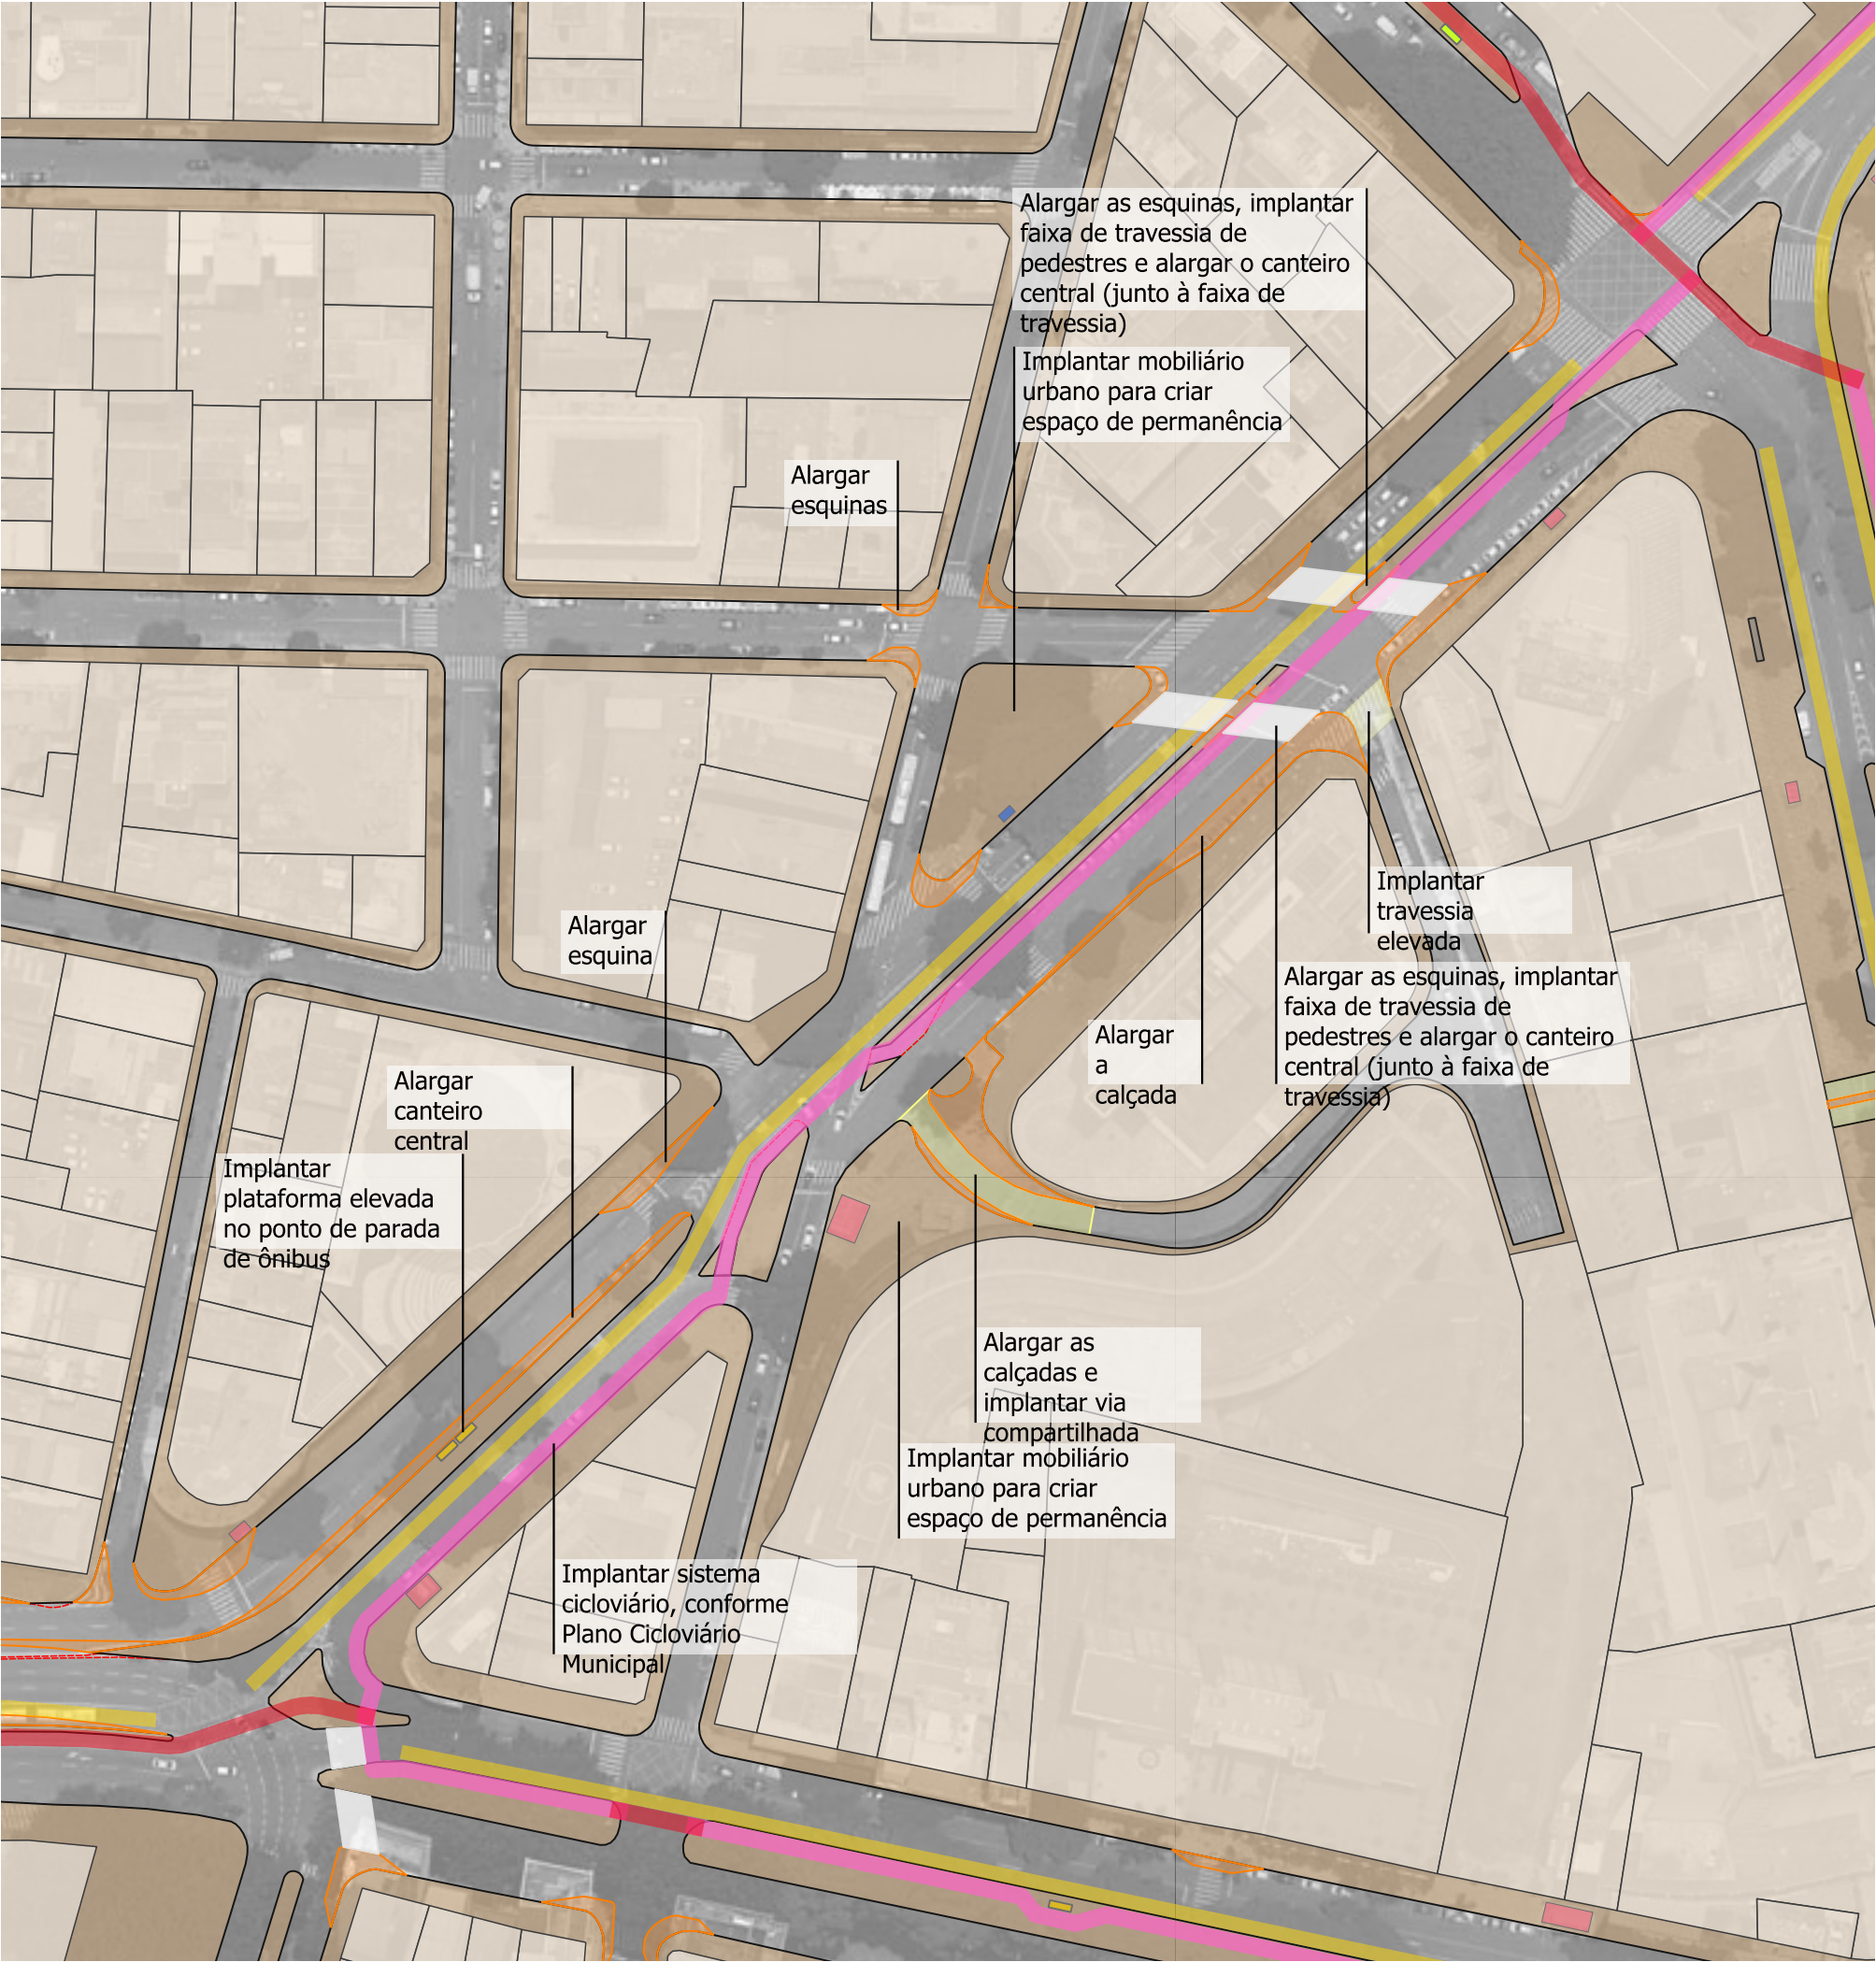 Alargar as esquinas, implantar
faixa de travessia de
pedestres e alargar o canteiro
central (junto à faixa de
travessia)
Implantar mobiliário
urbano para criar
espaço de permanência
Alargar
esquinas
Implantar
travessia
elevada
Alargar
esquina
Alargar as esquinas, implantar
faixa de travessia de
pedestres e alargar o canteiro
central (junto à faixa de
travessia)
Alargar
a
calçada
Alargar
canteiro
central
Implantar
plataforma elevada
no ponto de parada
de ônibus
Alargar as
calçadas e
implantar via
compartilhada
Implantar mobiliário
urbano para criar
espaço de permanência
Implantar sistema
cicloviário, conforme
Plano Cicloviário
Municipal